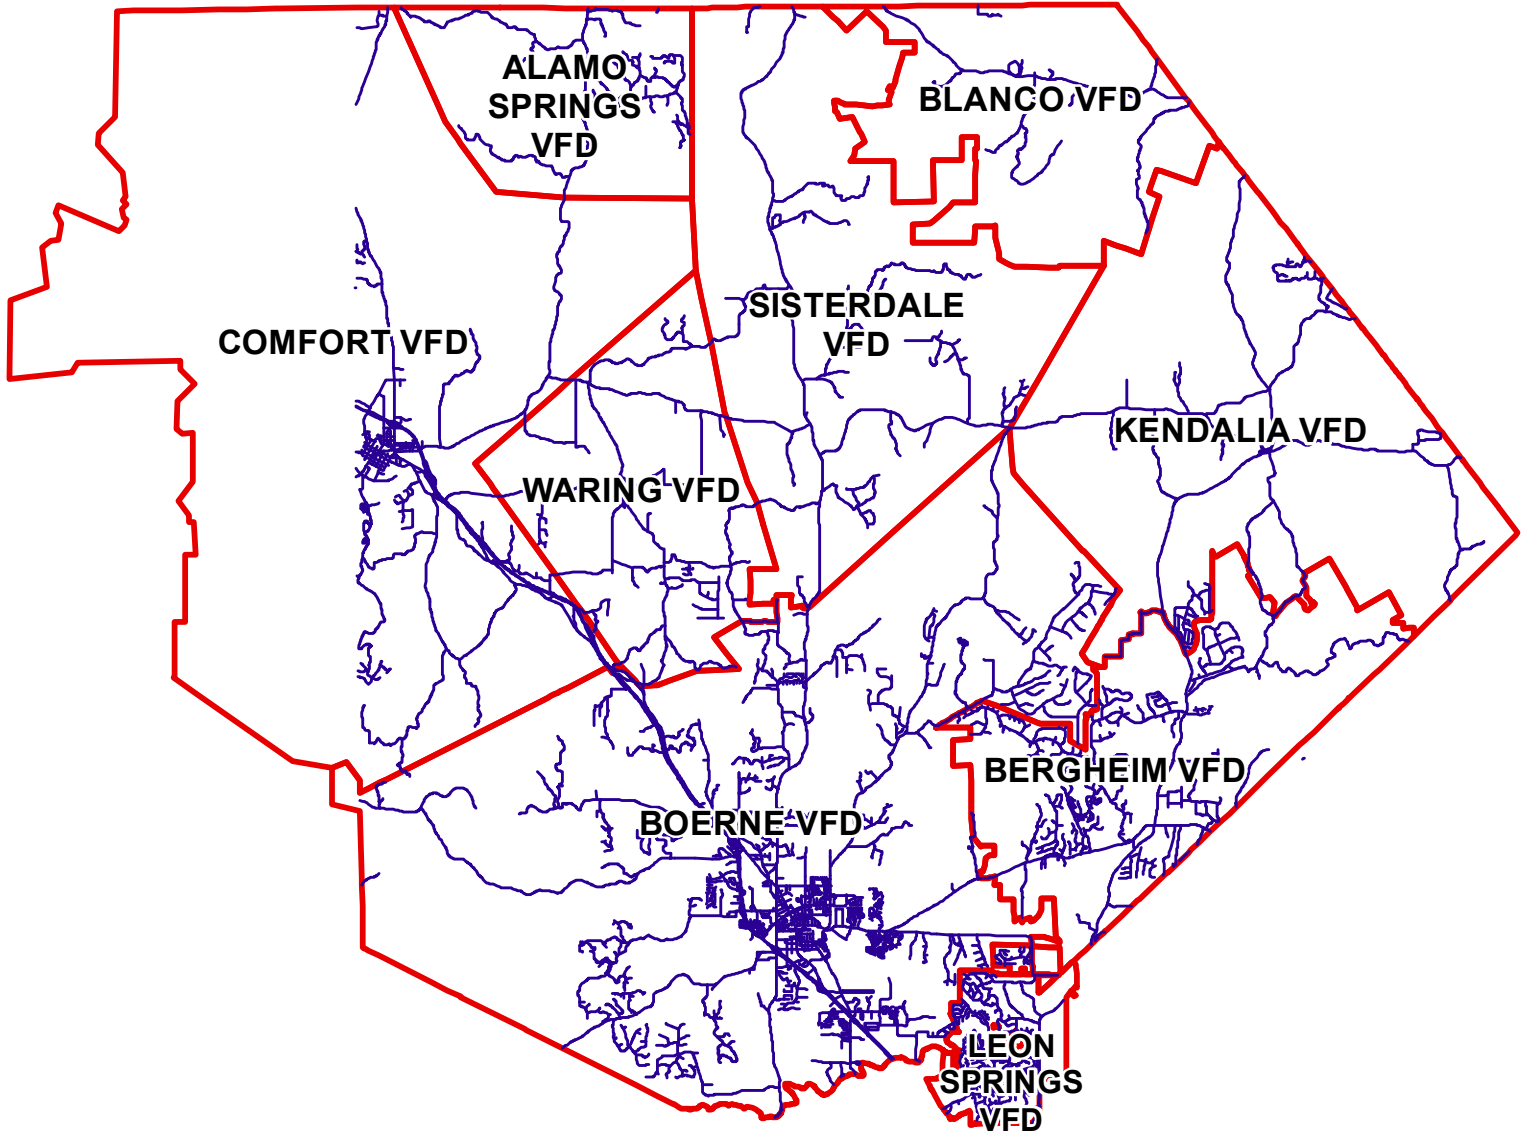 ALAMO
SPRINGS
VFD
BLANCO VFD
SISTERDALE
VFD
COMFORT VFD
KENDALIA VFD
WARING VFD
BERGHEIM VFD
BOERNE VFD
LEON
SPRINGS
VFD